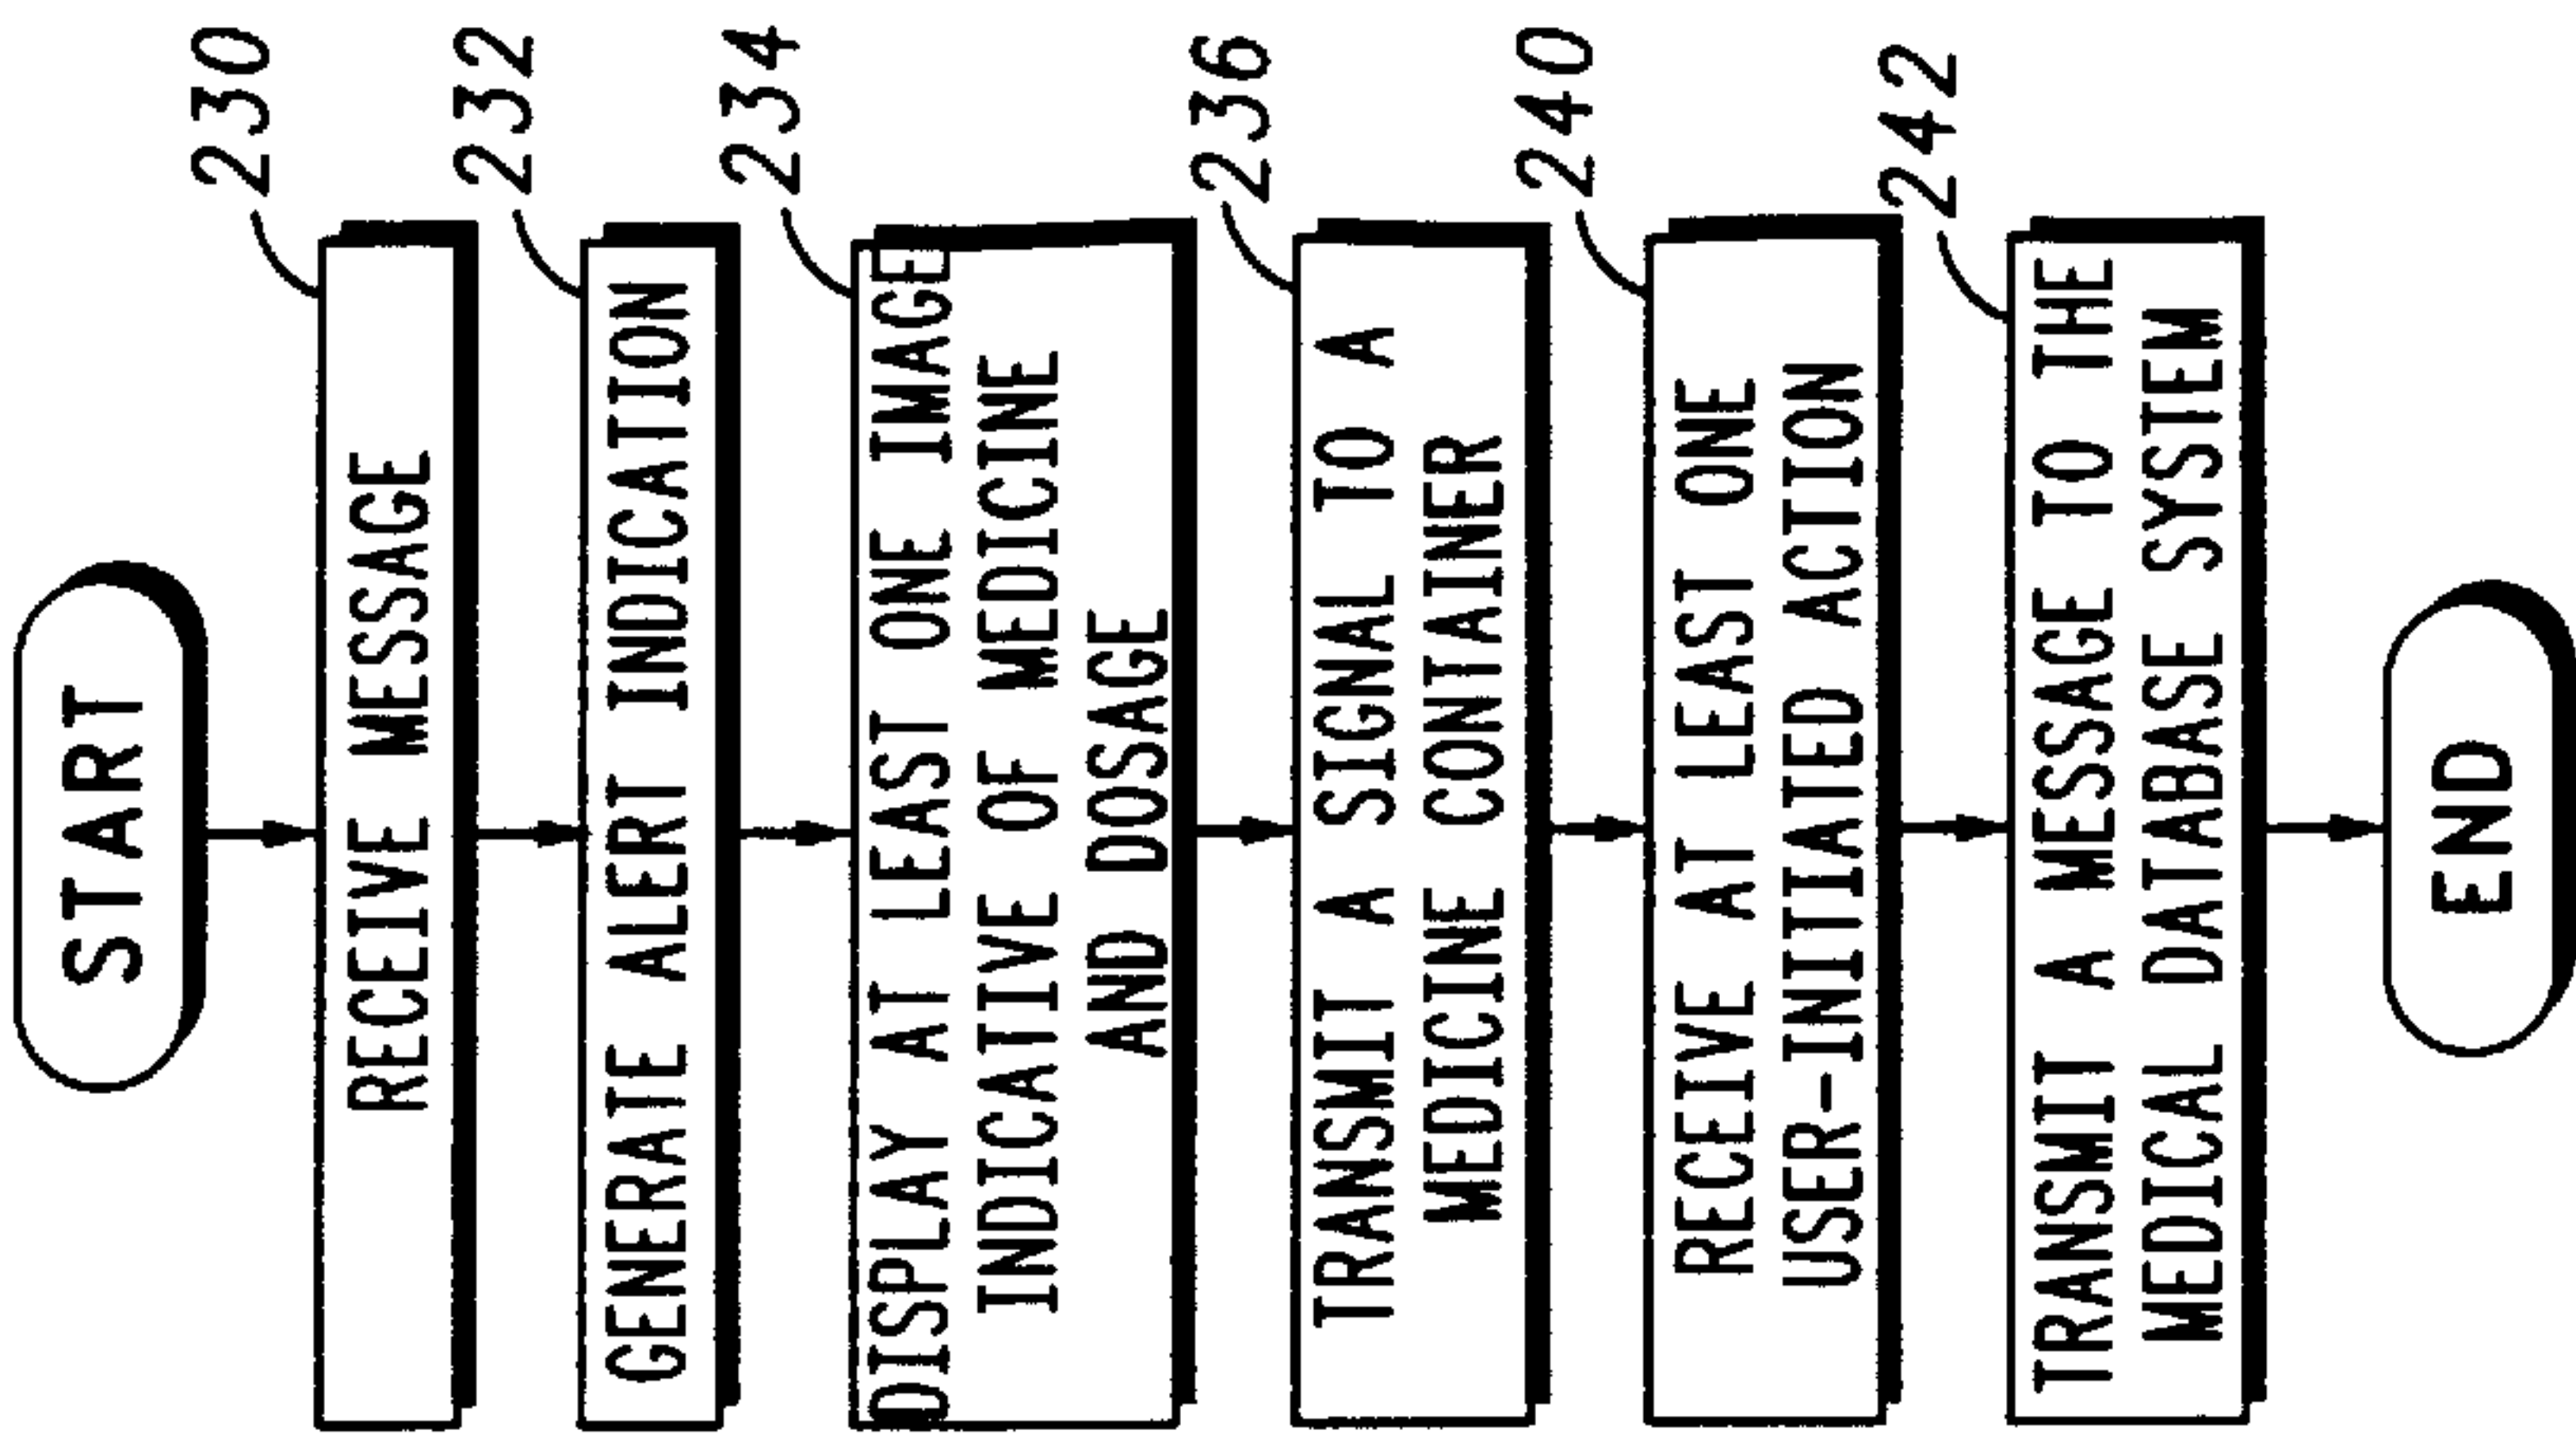 START
230
RECEIVE MESSAGE
232
GENERATE ALERT INDICATION
234
DISPLAY AT LEAST ONE IMAGE
INDICATIVE OF MEDICINE
AND DOSAGE
236
TRANSMIT A SIGNAL TO A
MEDICINE CONTAINER
240
RECEIVE AT LEAST ONE
USER-INITIATED ACTION
242
TRANSMIT A MESSAGE TO THE
MEDICAL DATABASE SYSTEM
END